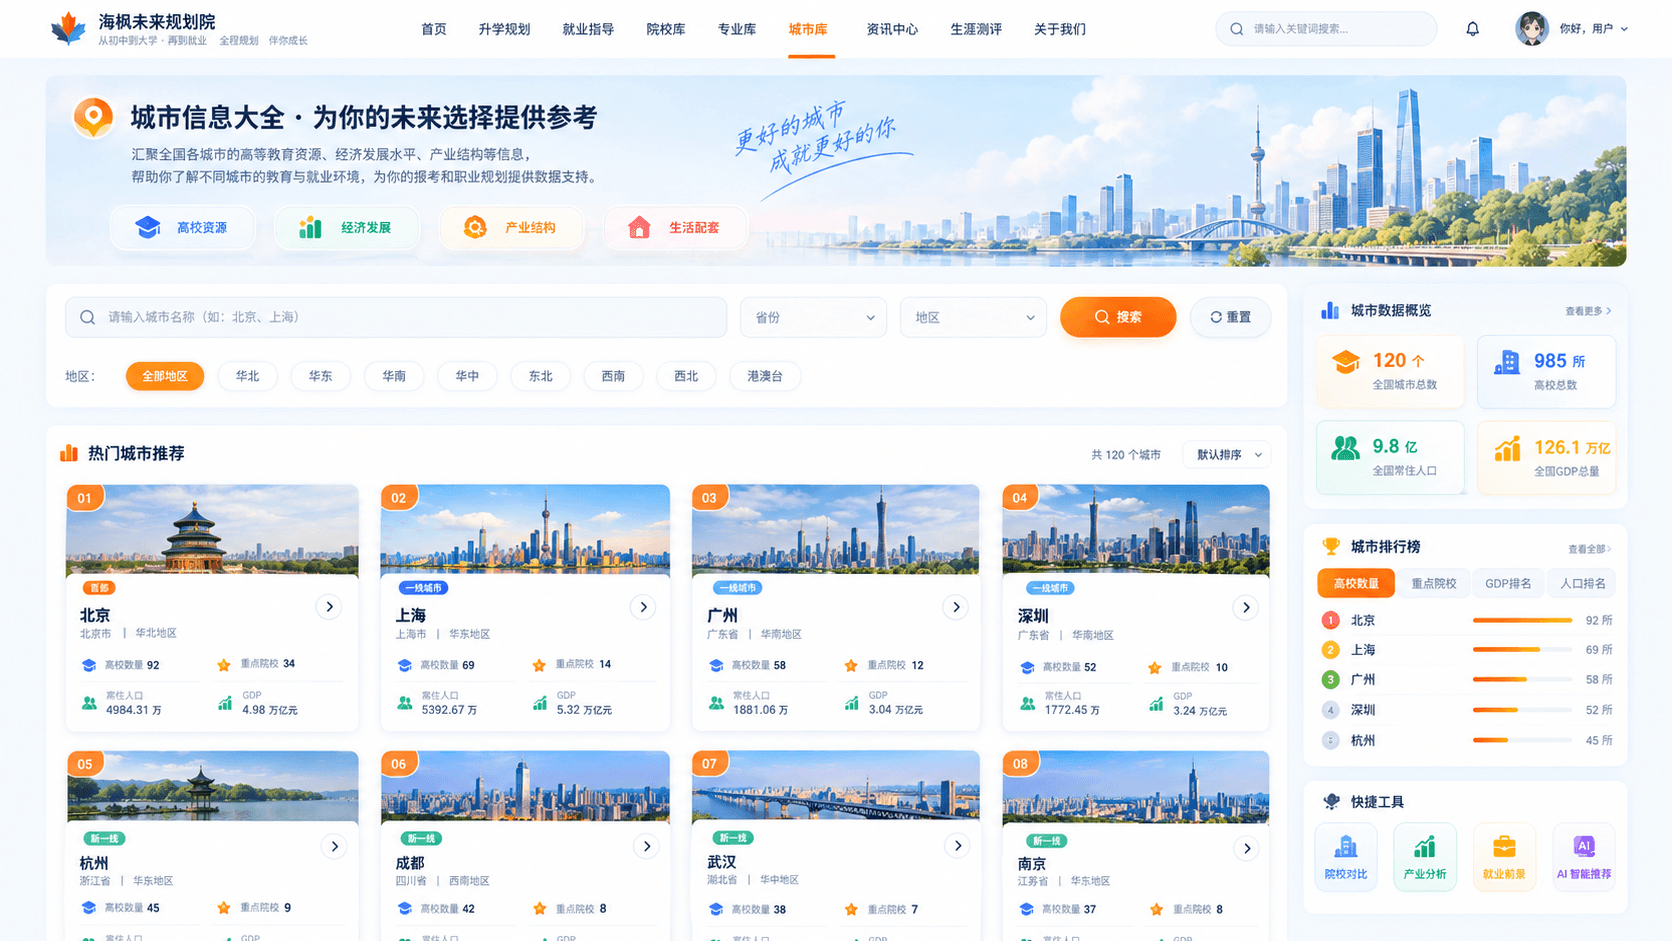 海枫未来规划院
从初中到大学 · 再到就业 全程规划 伴你成长
首页 升学规划 就业指导 院校库 专业库 城市库 资讯中心 生涯测评 关于我们
请输入关键词搜索...
你好，用户
城市信息大全 · 为你的未来选择提供参考
汇聚全国各城市的高等教育资源、经济发展水平、产业结构等信息，
帮助你了解不同城市的教育与就业环境，为你的报考和职业规划提供数据支持。
更好的城市
成就更好的你
高校资源 经济发展 产业结构 生活配套
请输入城市名称（如：北京、上海）
省份
地区
搜索
重置
地区：
全部地区 华北 华东 华南 华中 东北 西南 西北 港澳台
热门城市推荐
共 120 个城市
默认排序
01
首都
北京
北京市 | 华北地区
高校数量 92
重点院校 34
常住人口
4984.31 万
GDP
4.98 万亿元
02
一线城市
上海
上海市 | 华东地区
高校数量 69
重点院校 14
常住人口
5392.67 万
GDP
5.32 万亿元
03
一线城市
广州
广东省 | 华南地区
高校数量 58
重点院校 12
常住人口
1881.06 万
GDP
3.04 万亿元
04
一线城市
深圳
广东省 | 华南地区
高校数量 52
重点院校 10
常住人口
1772.45 万
GDP
3.24 万亿元
05
新一线
杭州
浙江省 | 华东地区
高校数量 45
重点院校 9
常住人口
GDP
06
新一线
成都
四川省 | 西南地区
高校数量 42
重点院校 8
常住人口
GDP
07
新一线
武汉
湖北省 | 华中地区
高校数量 38
重点院校 7
常住人口
GDP
08
新一线
南京
江苏省 | 华东地区
高校数量 37
重点院校 8
常住人口
GDP
城市数据概览
查看更多
120 个
全国城市总数
985 所
高校总数
9.8 亿
全国常住人口
126.1 万亿
全国GDP总量
城市排行榜
查看全部
高校数量 重点院校 GDP排名 人口排名
1 北京 92 所
2 上海 69 所
3 广州 58 所
4 深圳 52 所
杭州 45 所
快捷工具
院校对比
产业分析
就业前景
AI
AI 智能推荐